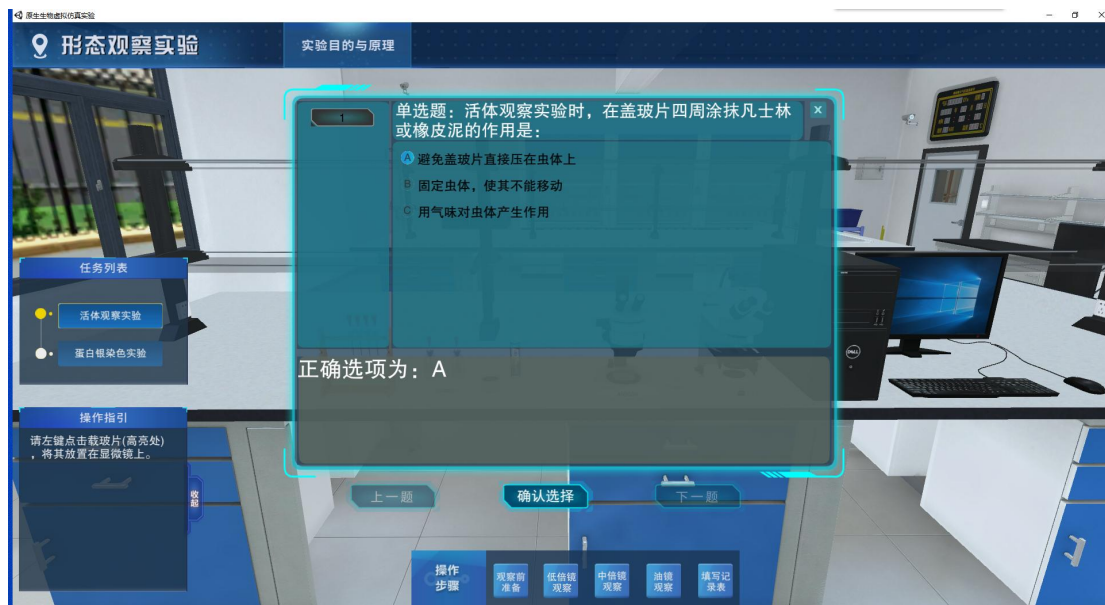 原生生物虚拟仿真实验
形态观察实验
实验目的与原理
1
单选题：活体观察实验时，在盖玻片四周涂抹凡士林
或橡皮泥的作用是：
x
A 避免盖玻片直接压在虫体上
B 固定虫体，使其不能移动
C 用气味对虫体产生作用
任务列表
活体观察实验
蛋白银染色实验
正确选项为：A
操作指引
请左键点击载玻片(高亮处)
，将其放置在显微镜上。
收起
上一题
确认选择
下一题
操作
步骤
观察前
准备
低倍镜
观察
中倍镜
观察
油镜
观察
填写记
录表
DELL